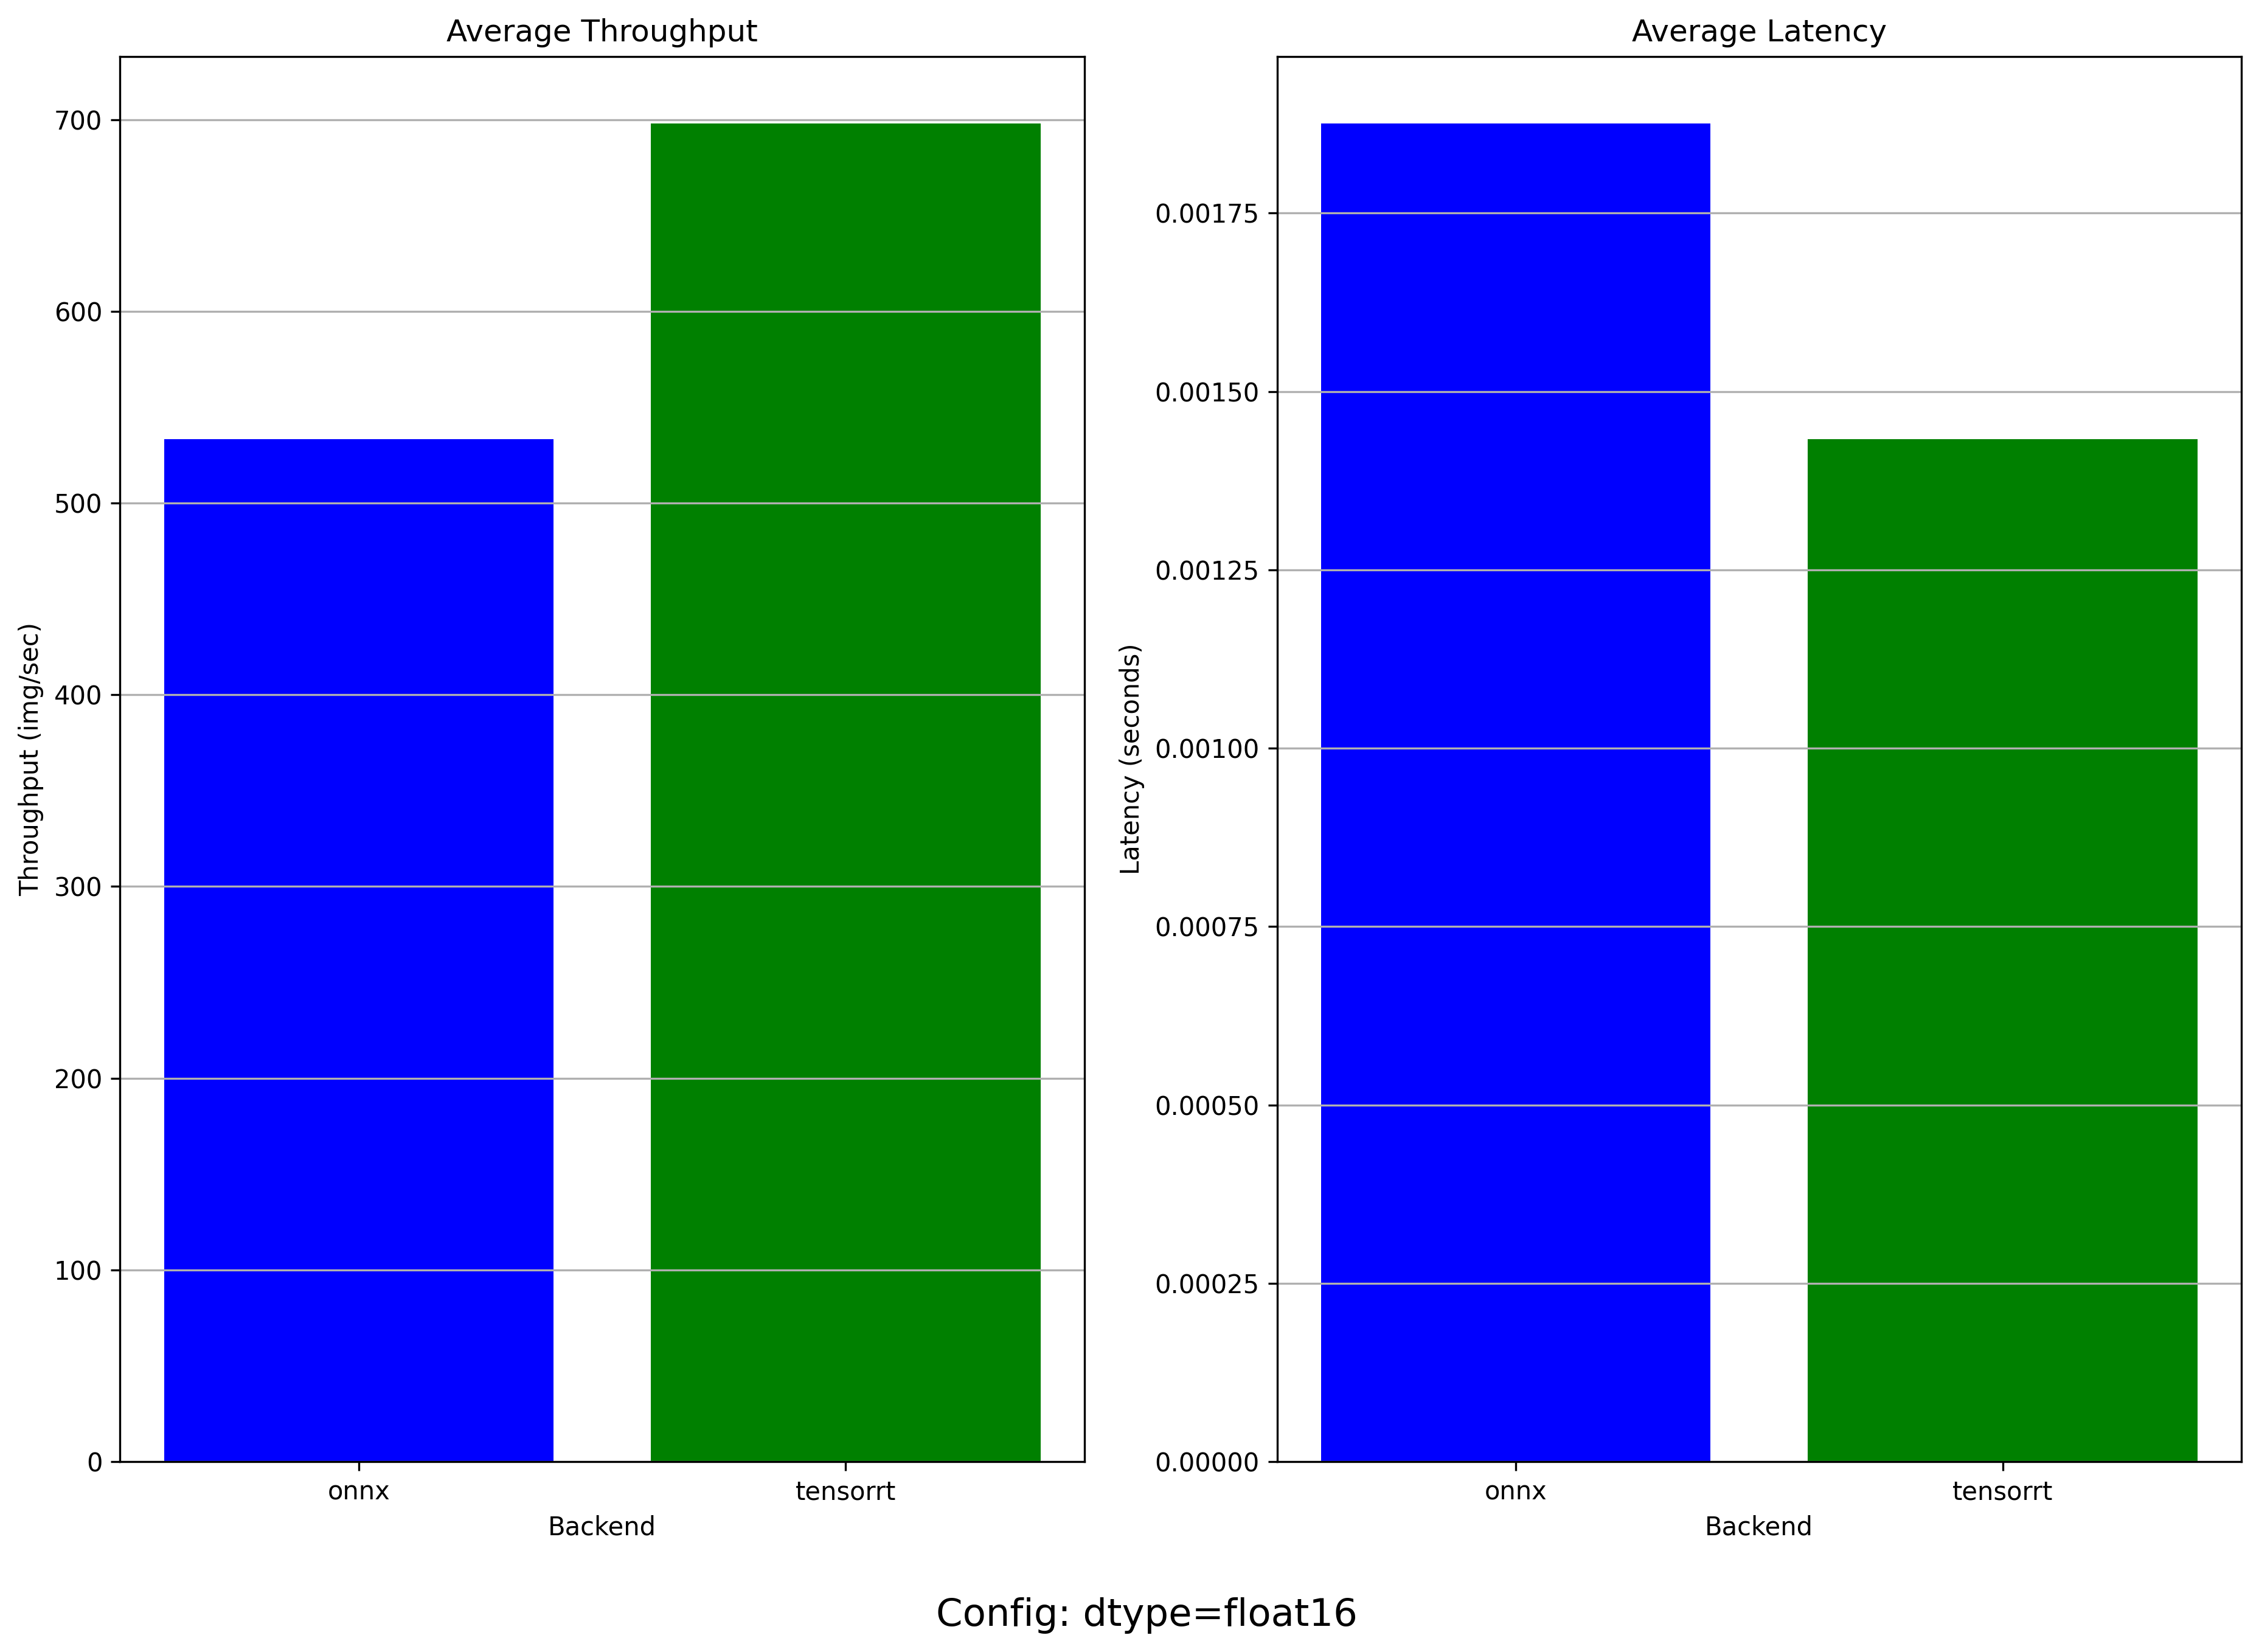 Average Throughput
700
600
500
400
300
200
100
0
Throughput (img/sec)
onnx
tensorrt
Backend
Average Latency
0.00175
0.00150
0.00125
0.00100
0.00075
0.00050
0.00025
0.00000
Latency (seconds)
onnx
tensorrt
Backend
Config: dtype=float16